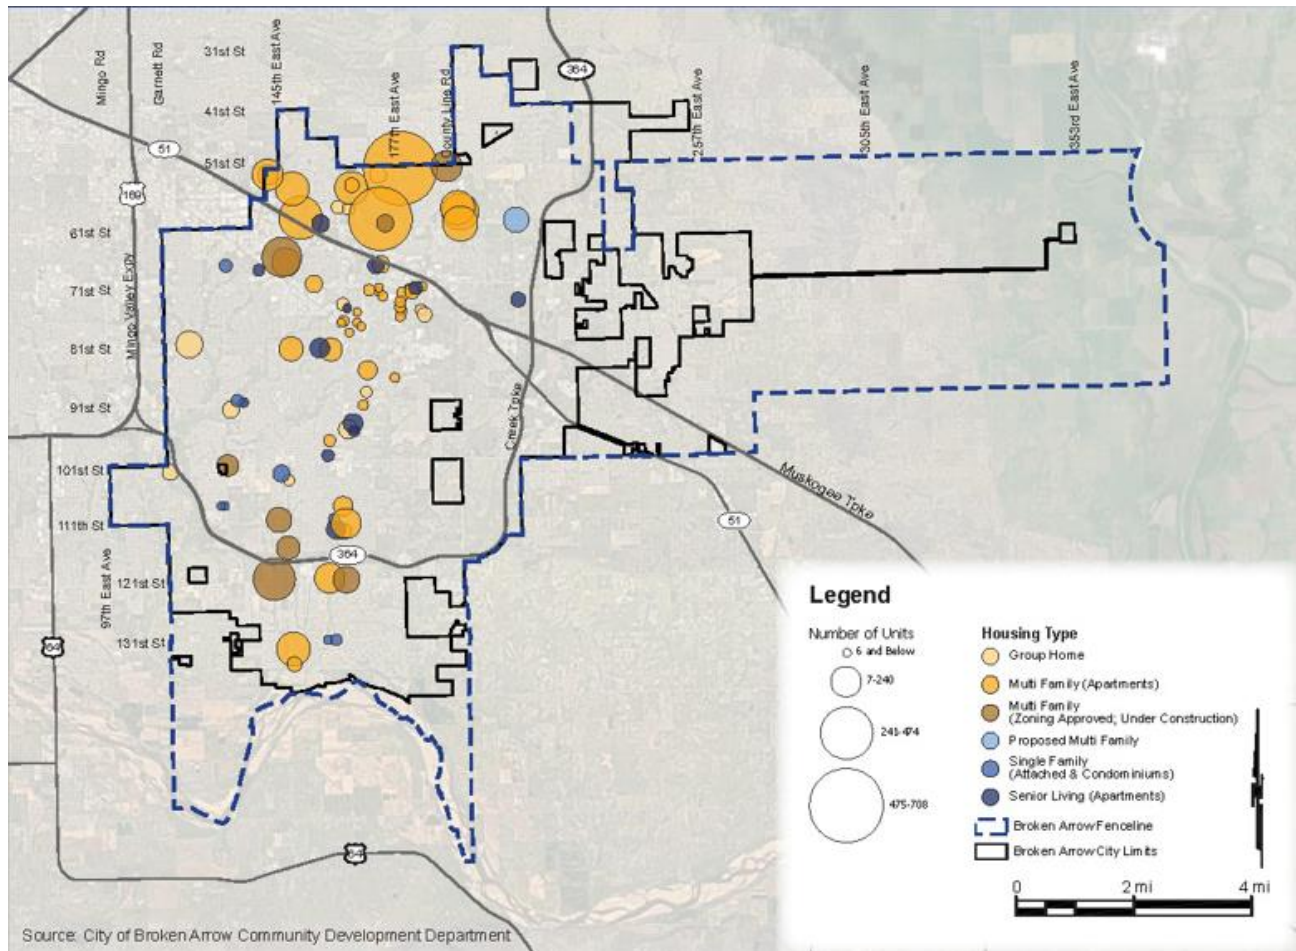 Mingo Rd
Garnett Rd
145th East Ave
177th East Ave
County Line Rd
257th East Ave
305th East Ave
353rd East Ave
31st St
41st St
51st St
61st St
71st St
81st St
91st St
101st St
111th St
121st St
131st St
364
51
169
Mingo Valley Expy
Creek Tpke
Muskogee Tpke
51
364
97th East Ave
64
64
Legend
Number of Units
6 and Below
7-240
241-474
475-708
Housing Type
Group Home
Multi Family (Apartments)
Multi Family
(Zoning Approved; Under Construction)
Proposed Multi Family
Single Family
(Attached & Condominiums)
Senior Living (Apartments)
Broken Arrow Fenceline
Broken Arrow City Limits
0 2 mi 4 mi
Source: City of Broken Arrow Community Development Department